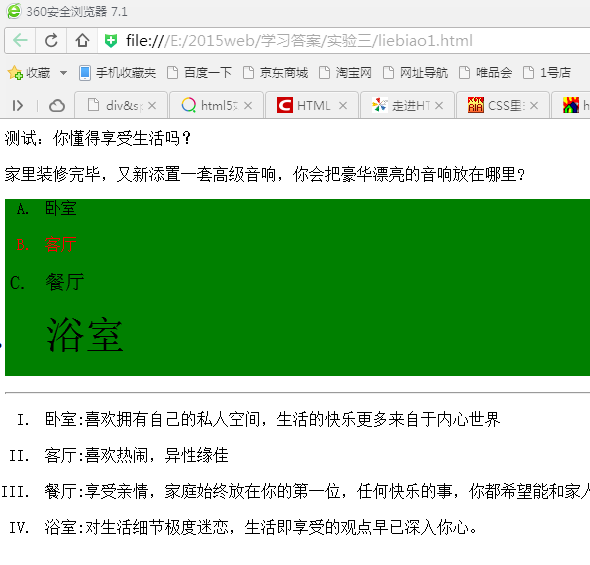 360安全浏览器 7.1
file:///E:/2015web/学习答案/实验三/liebiao1.html
收藏 手机收藏夹 百度一下 京东商城 淘宝网 网址导航 唯品会 1号店
div&s html5 HTML 走进HT CSS里 h
测试：你懂得享受生活吗？
家里装修完毕，又新添置一套高级音响，你会把豪华漂亮的音响放在哪里?
A. 卧室
B.
C. 餐厅
浴室
I. 卧室:喜欢拥有自己的私人空间，生活的快乐更多来自于内心世界
II. 客厅:喜欢热闹，异性缘佳
III. 餐厅:享受亲情，家庭始终放在你的第一位，任何快乐的事，你都希望能和家人
IV. 浴室:对生活细节极度迷恋，生活即享受的观点早已深入你心。